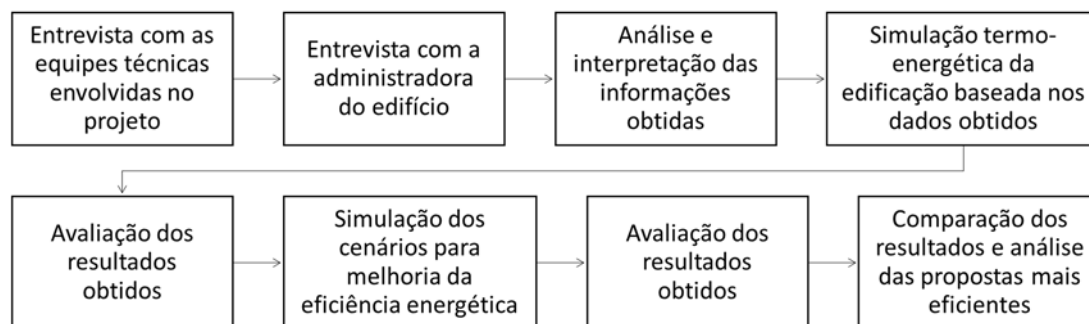 Entrevista com as
equipes técnicas
envolvidas no
projeto
Entrevista com a
administradora
do edifício
Análise e
interpretação das
informações
obtidas
Simulação termo-
energética da
edificação baseada nos
dados obtidos
Avaliação dos
resultados
obtidos
Simulação dos
cenários para
melhoria da
eficiência energética
Avaliação dos
resultados
obtidos
Comparação dos
resultados e análise
das propostas mais
eficientes